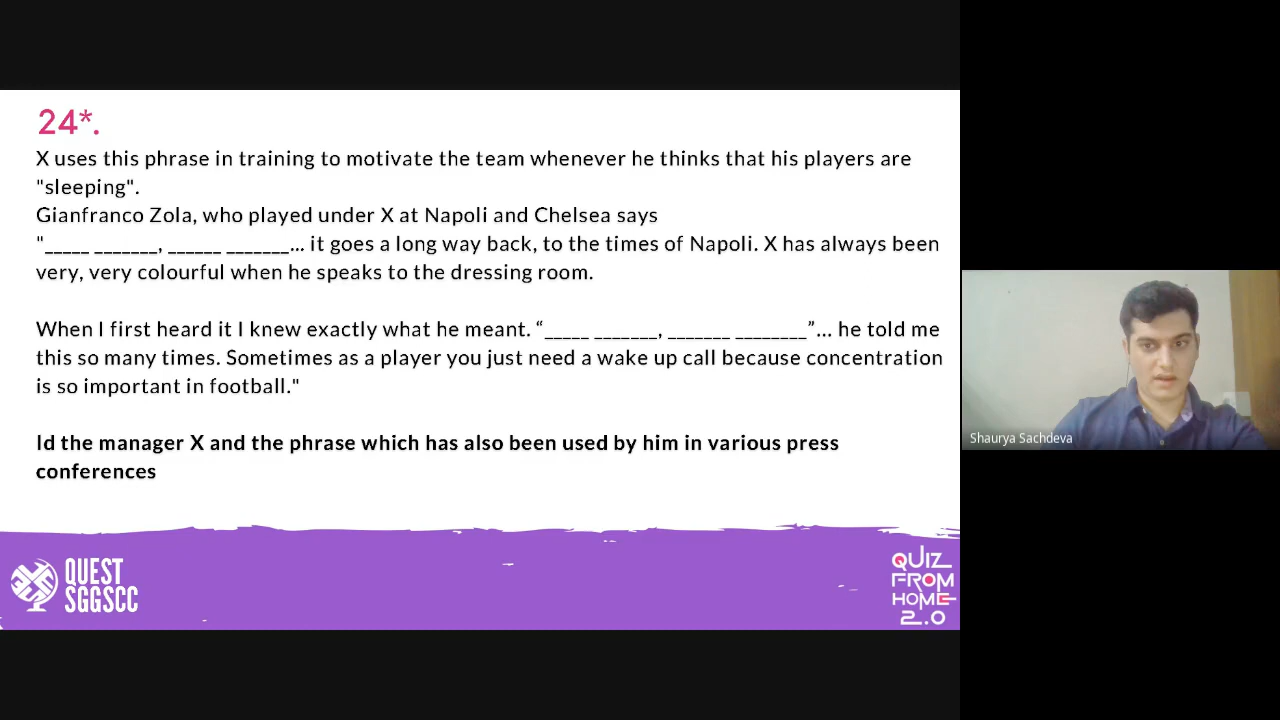 24*.
X uses this phrase in training to motivate the team whenever he thinks that his players are
"sleeping".
Gianfranco Zola, who played under X at Napoli and Chelsea says
"_____ _______, ______ _______... it goes a long way back, to the times of Napoli. X has always been
very, very colourful when he speaks to the dressing room.
When I first heard it I knew exactly what he meant. “_____ _______, _______ ________”... he told me
this so many times. Sometimes as a player you just need a wake up call because concentration
is so important in football."
Id the manager X and the phrase which has also been used by him in various press
conferences
QUEST
SGGSCC
QUIZ
FROM
HOME
2.0
Shaurya Sachdeva